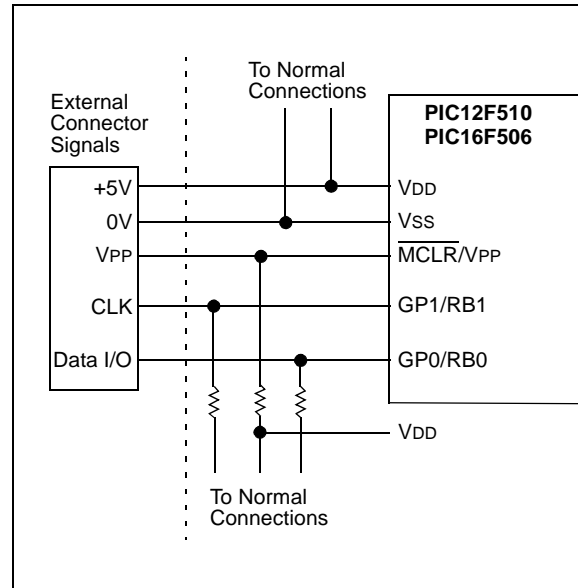 To Normal
Connections
External
Connector
Signals
PIC12F510
PIC16F506
+5V
VDD
0V
VSS
VPP
MCLR/VPP
CLK
GP1/RB1
Data I/O
GP0/RB0
VDD
To Normal
Connections